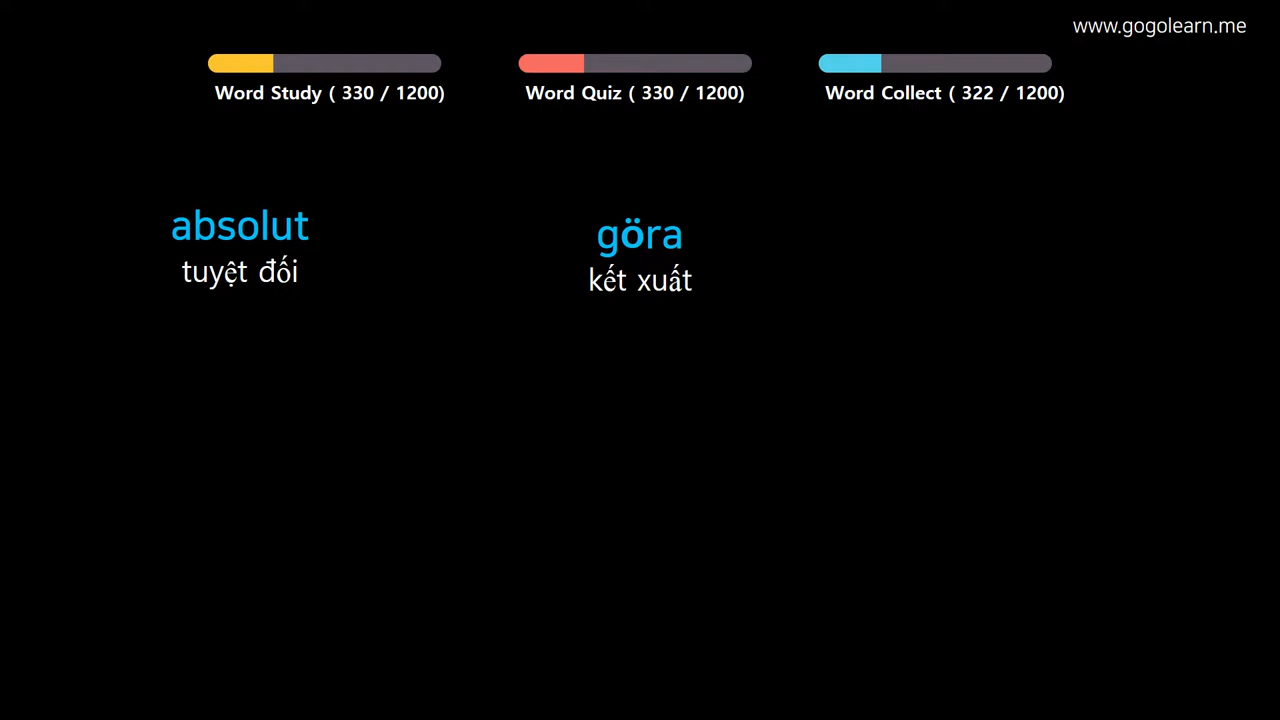 www.gogolearn.me
Word Study ( 330 / 1200)
Word Quiz ( 330 / 1200)
Word Collect ( 322 / 1200)
absolut
tuyệt đối
göra
kết xuất